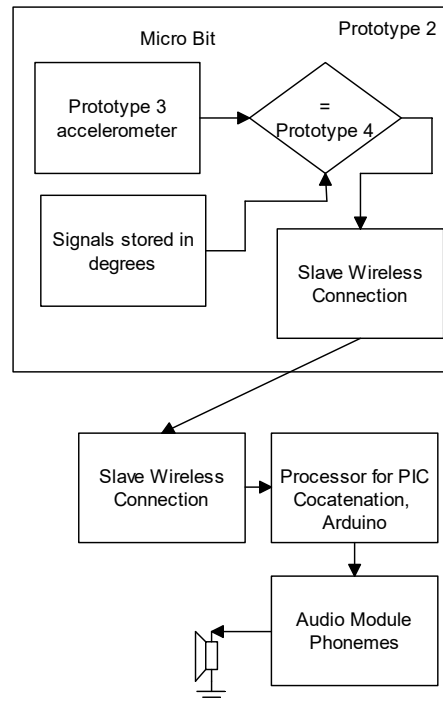 Prototype 2
Micro Bit
Prototype 3
accelerometer
=
Prototype 4
Signals stored in
degrees
Slave Wireless
Connection
Slave Wireless
Connection
Processor for PIC
Cocatenation,
Arduino
Audio Module
Phonemes